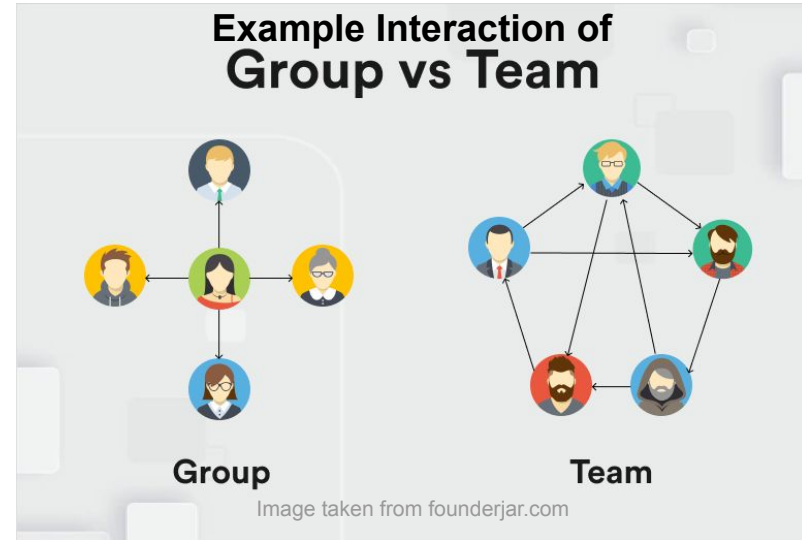 Example Interaction of
Group vs Team
Group
Team
Image taken from founderjar.com